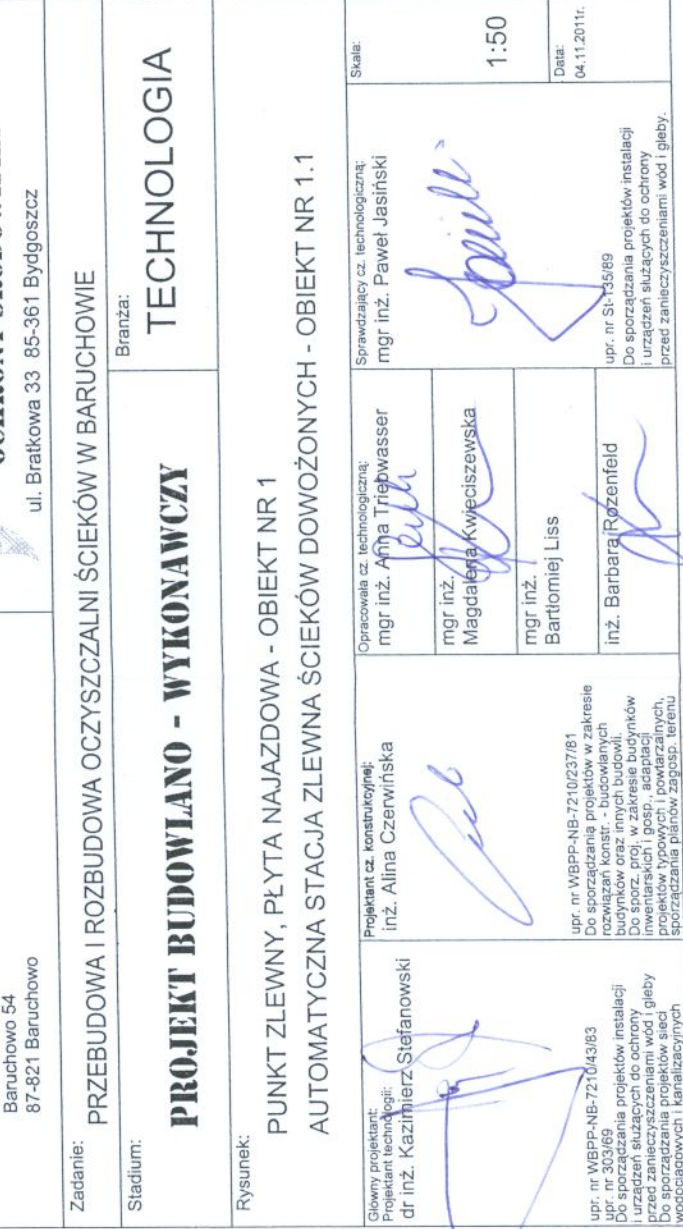 Baruchowo 54
87-821 Baruchowo
ul. Bratkowa 33 85-361 Bydgoszcz
Zadanie:
PRZEBUDOWA I ROZBUDOWA OCZYSZCZALNI ŚCIEKÓW W BARUCHOWIE
Stadium:
PROJEKT BUDOWLANO - WYKONAWCZY
Branża:
TECHNOLOGIA
Rysunek:
PUNKT ZLEWNY, PŁYTA NAJAZDOWA - OBIEKT NR 1
AUTOMATYCZNA STACJA ZLEWNA ŚCIEKÓW DOWOŻONYCH - OBIEKT NR 1.1
Główny projektant:
Projektant technologii:
dr inż. Kazimierz Stefanowski
upr. nr WBPP-NB-7210/43/83
upr. nr 303/69
Do sporządzania projektów instalacji
i urządzeń służących do ochrony
przed zanieczyszczeniami wód i gleby
Do sporządzania projektów sieci
wodociągowych i kanalizacyjnych
Projektant cz. konstrukcyjnej:
inż. Alina Czerwińska
upr. nr WBPP-NB-7210/237/81
Do sporządzania projektów w zakresie
rozwiązań konstr. - budowlanych
budynków oraz innych budowli.
Do sporz. proj. w zakresie budynków
inwentarskich i gosp., adaptacji
projektów typowych i powtarzalnych,
sporządzania planów zagosp. terenu
Opracowała cz. technologiczną:
mgr inż. Anna Triebwasser
mgr inż.
Magdalena Kwieciszewska
mgr inż.
Bartłomiej Liss
inż. Barbara Rozenfeld
Sprawdzający cz. technologiczną:
mgr inż. Paweł Jasiński
upr. nr St-135/89
Do sporządzania projektów instalacji
i urządzeń służących do ochrony
przed zanieczyszczeniami wód i gleby.
Skala:
1:50
Data:
04.11.2011r.